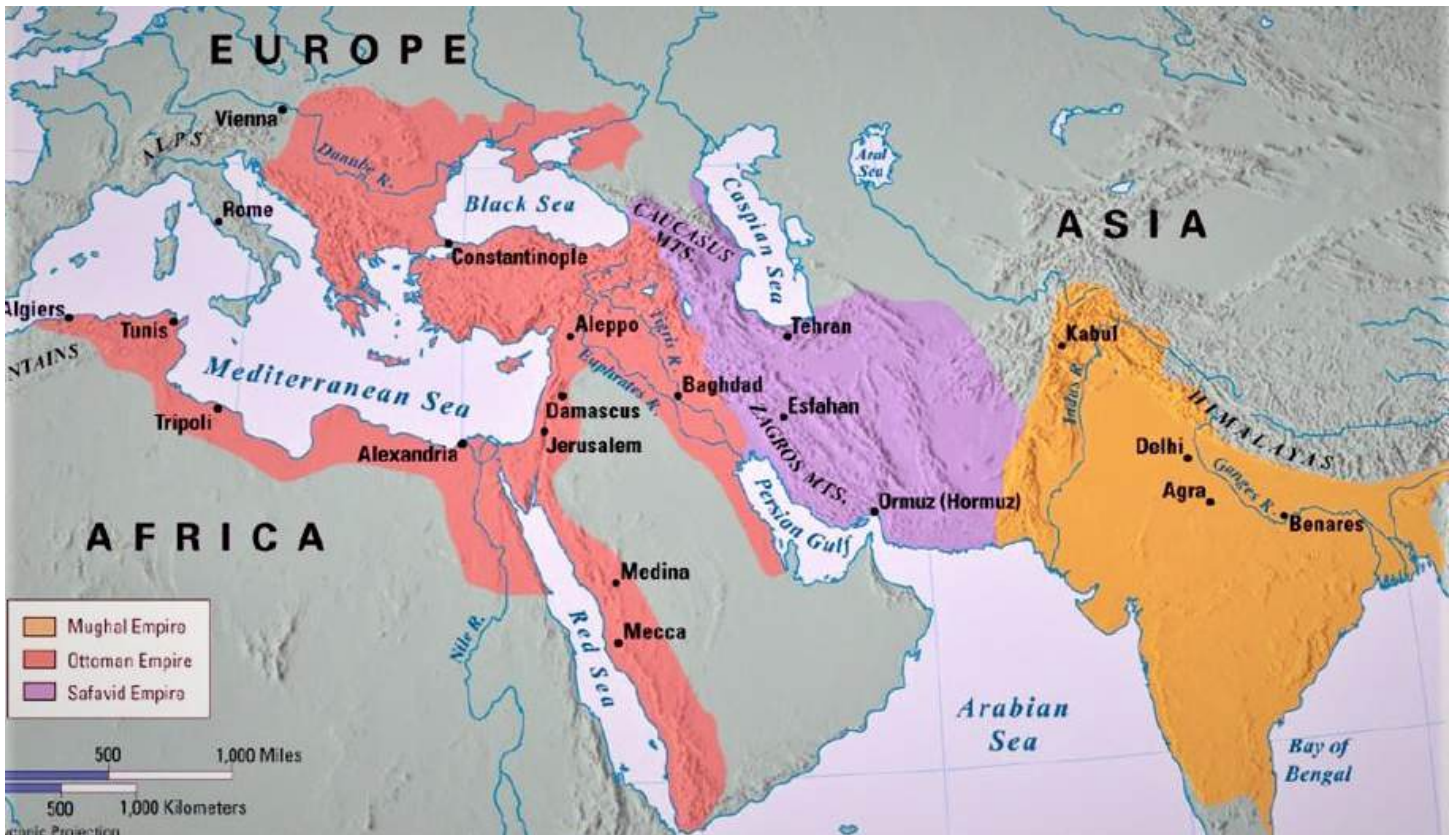 EUROPE
Vienna
ALPS
Danube R.
Aral
Sea
Black Sea
Caspian Sea
ASIA
Rome
CAUCASUS
MTS.
Constantinople
Algiers
Tunis
Aleppo
Tigris R.
Tehran
Kabul
NTAINS
Mediterranean Sea
Euphrates R.
Baghdad
Indus R.
Tripoli
Damascus
Esfahan
ZAGROS MTS.
HIMALAYAS
Alexandria
Jerusalem
Delhi
Ganges R.
Persian Gulf
Ormuz (Hormuz)
Agra
Benares
AFRICA
Medina
Mecca
Red Sea
Nile R.
Arabian
Sea
Bay of
Bengal
Mughal Empire
Ottoman Empire
Safavid Empire
500 1,000 Miles
500 1,000 Kilometers
Projection